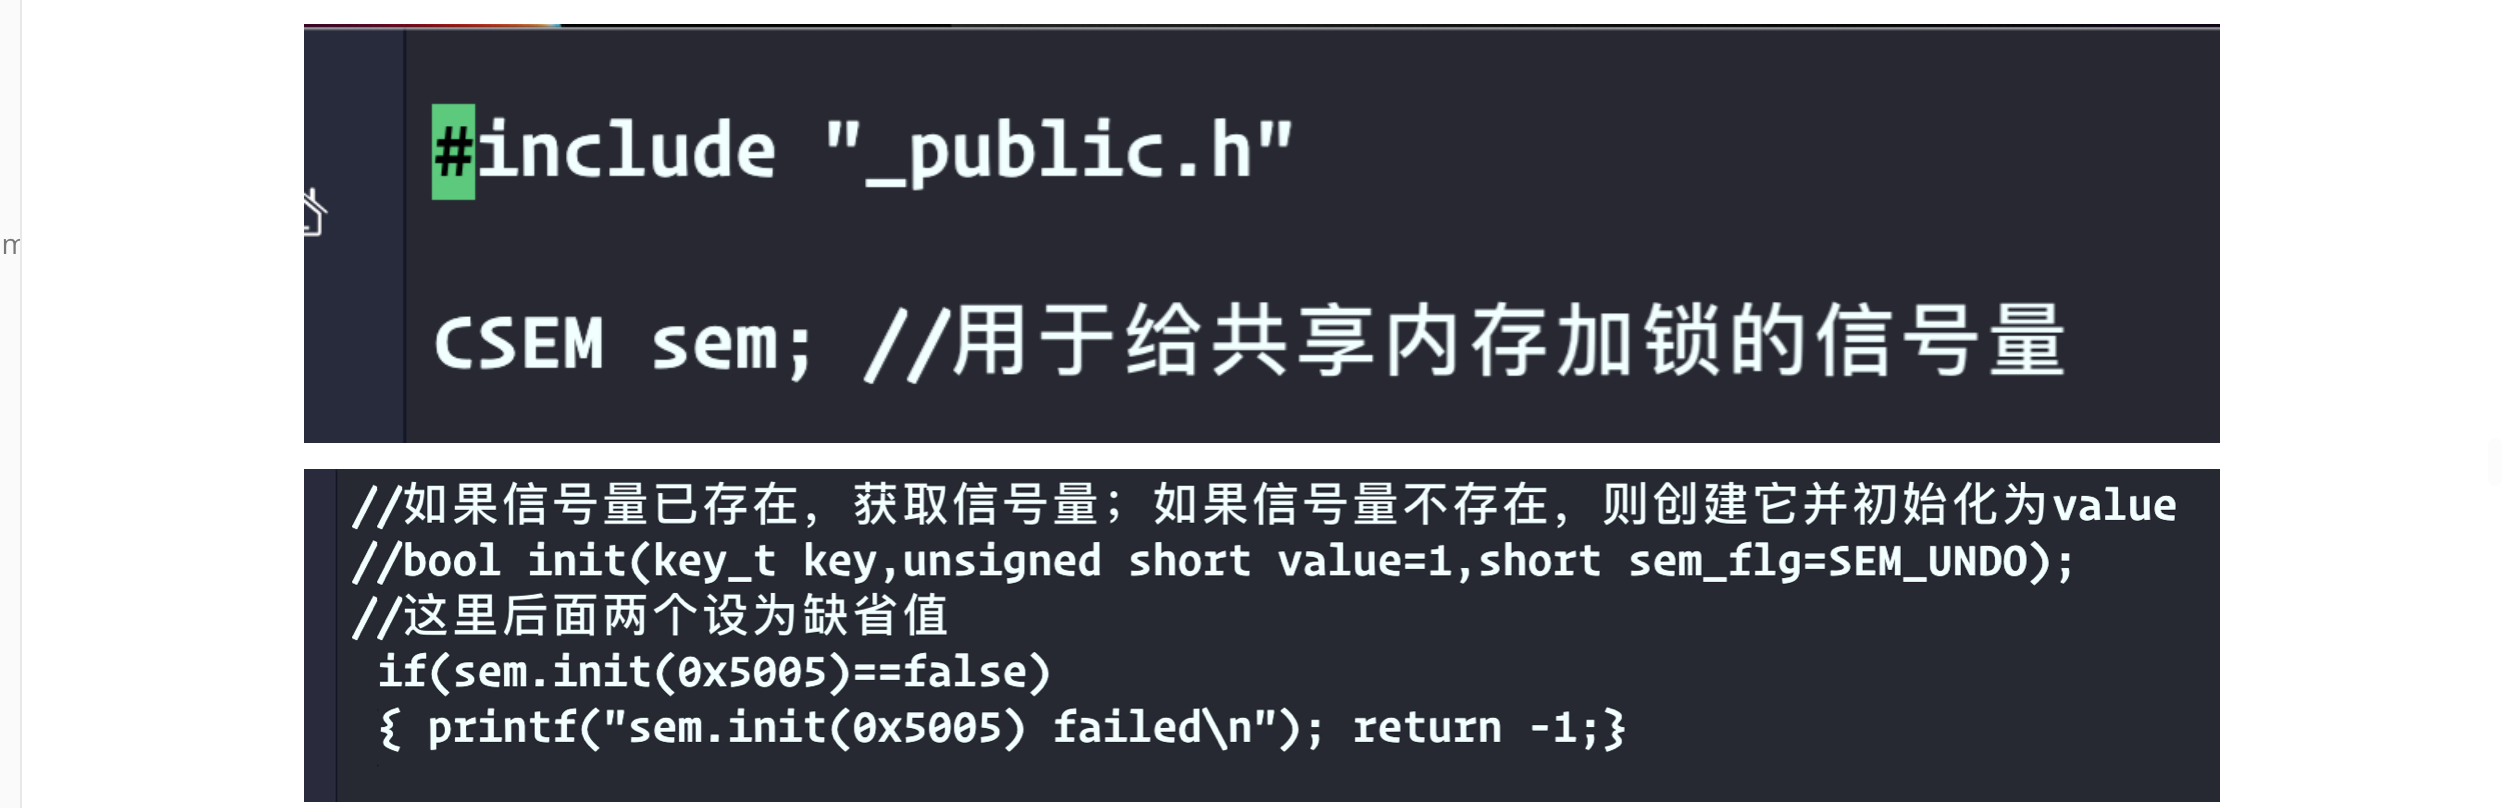 #include "_public.h"
m
CSEM sem; //用于给共享内存加锁的信号量
//如果信号量已存在，获取信号量；如果信号量不存在，则创建它并初始化为value
//bool init(key_t key,unsigned short value=1,short sem_flg=SEM_UNDO);
//这里后面两个设为缺省值
if(sem.init(0x5005)==false)
{ printf("sem.init(0x5005) failed\n"); return -1;}